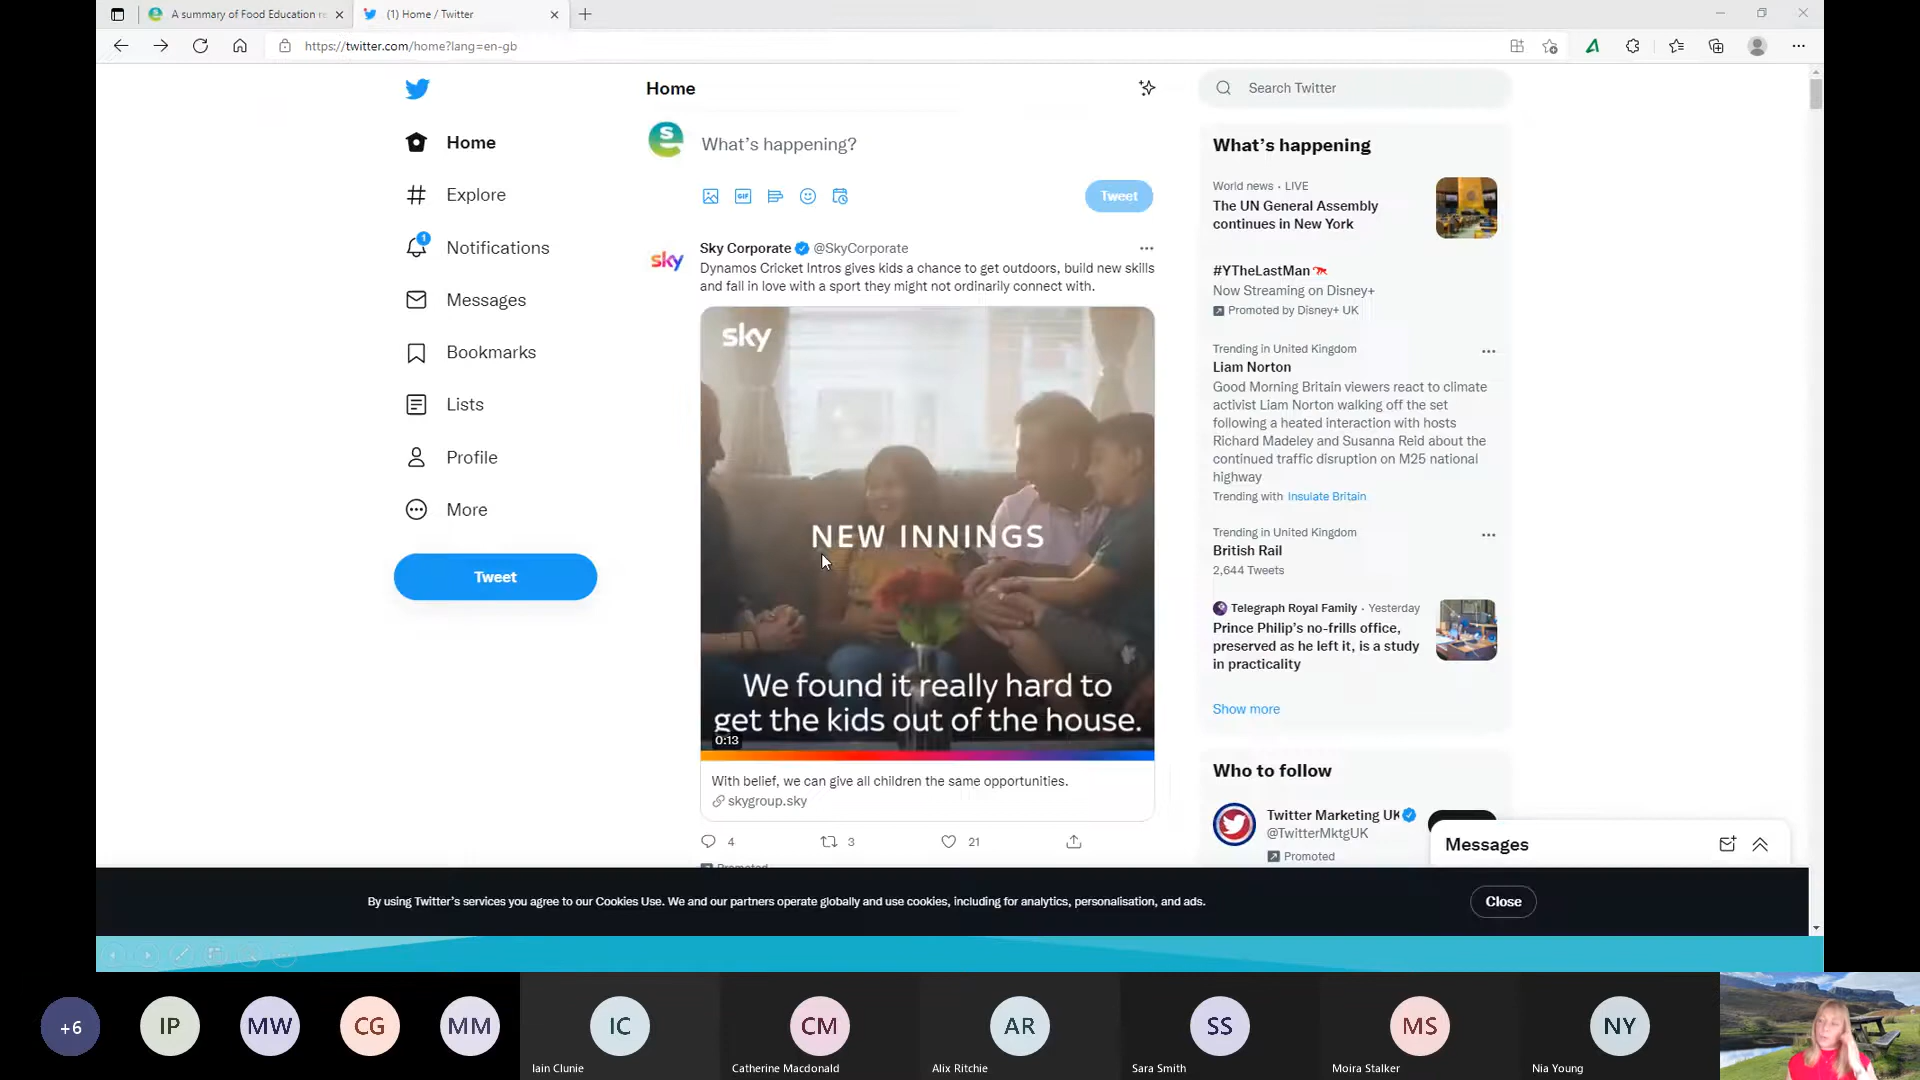 A summary of Food Education re
(1) Home / Twitter
https://twitter.com/home?lang=en-gb
Home
Explore
1
Notifications
Messages
Bookmarks
Lists
Profile
More
Tweet
Home
What's happening?
GIF
Tweet
sky
Sky Corporate @SkyCorporate
Dynamos Cricket Intros gives kids a chance to get outdoors, build new skills
and fall in love with a sport they might not ordinarily connect with.
sky
NEW INNINGS
We found it really hard to
get the kids out of the house.
0:13
With belief, we can give all children the same opportunities.
skygroup.sky
4
3
21
Promoted
Search Twitter
What's happening
World news · LIVE
The UN General Assembly
continues in New York
#YTheLastMan
Now Streaming on Disney+
Promoted by Disney+ UK
Trending in United Kingdom
Liam Norton
Good Morning Britain viewers react to climate
activist Liam Norton walking off the set
following a heated interaction with hosts
Richard Madeley and Susanna Reid about the
continued traffic disruption on M25 national
highway
Trending with Insulate Britain
Trending in United Kingdom
British Rail
2,644 Tweets
Telegraph Royal Family · Yesterday
Prince Philip's no-frills office,
preserved as he left it, is a study
in practicality
Show more
Who to follow
Twitter Marketing UK
@TwitterMktgUK
Promoted
Messages
By using Twitter's services you agree to our Cookies Use. We and our partners operate globally and use cookies, including for analytics, personalisation, and ads.
Close
+6
IP
MW
CG
MM
IC
Iain Clunie
CM
Catherine Macdonald
AR
Alix Ritchie
SS
Sara Smith
MS
Moira Stalker
NY
Nia Young